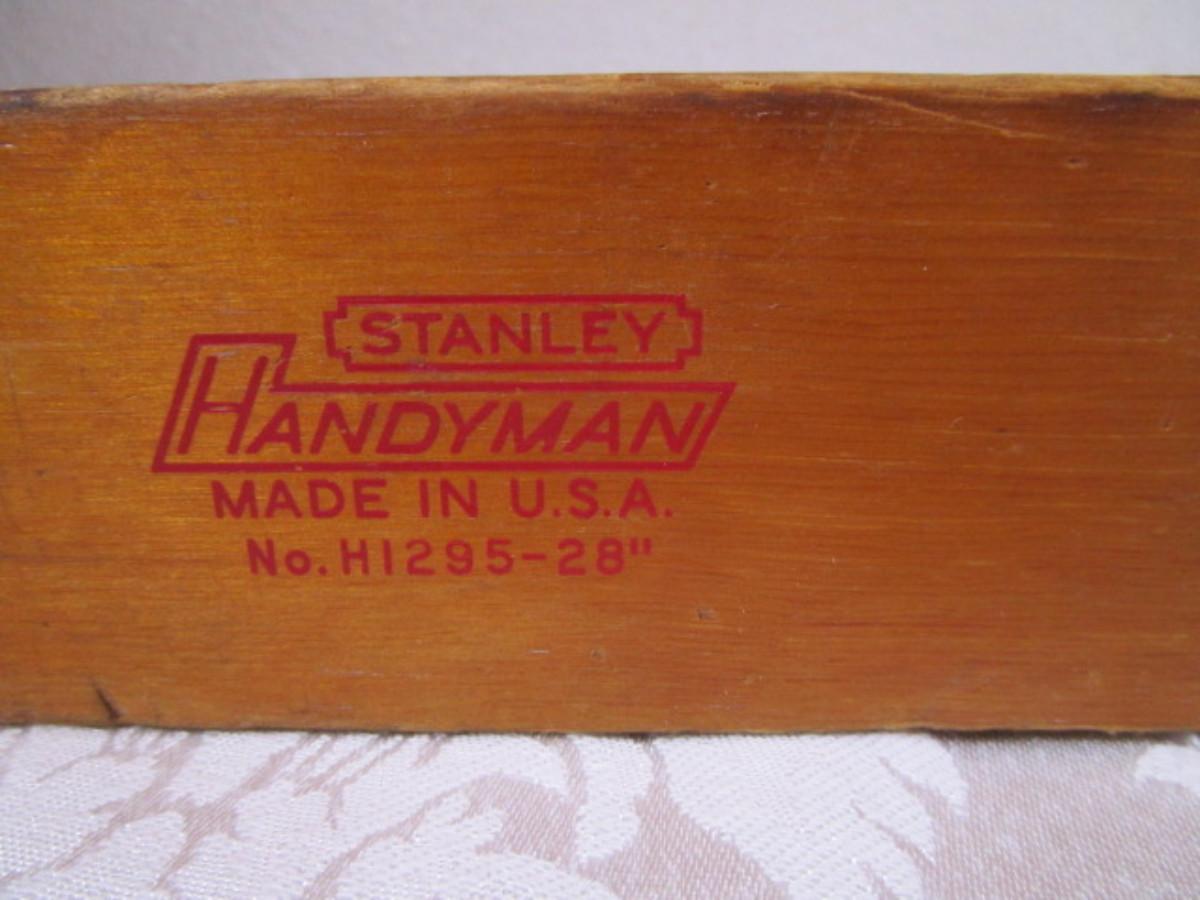 STANLEY
HANDYMAN
MADE IN U.S.A.
No. H1295-28"